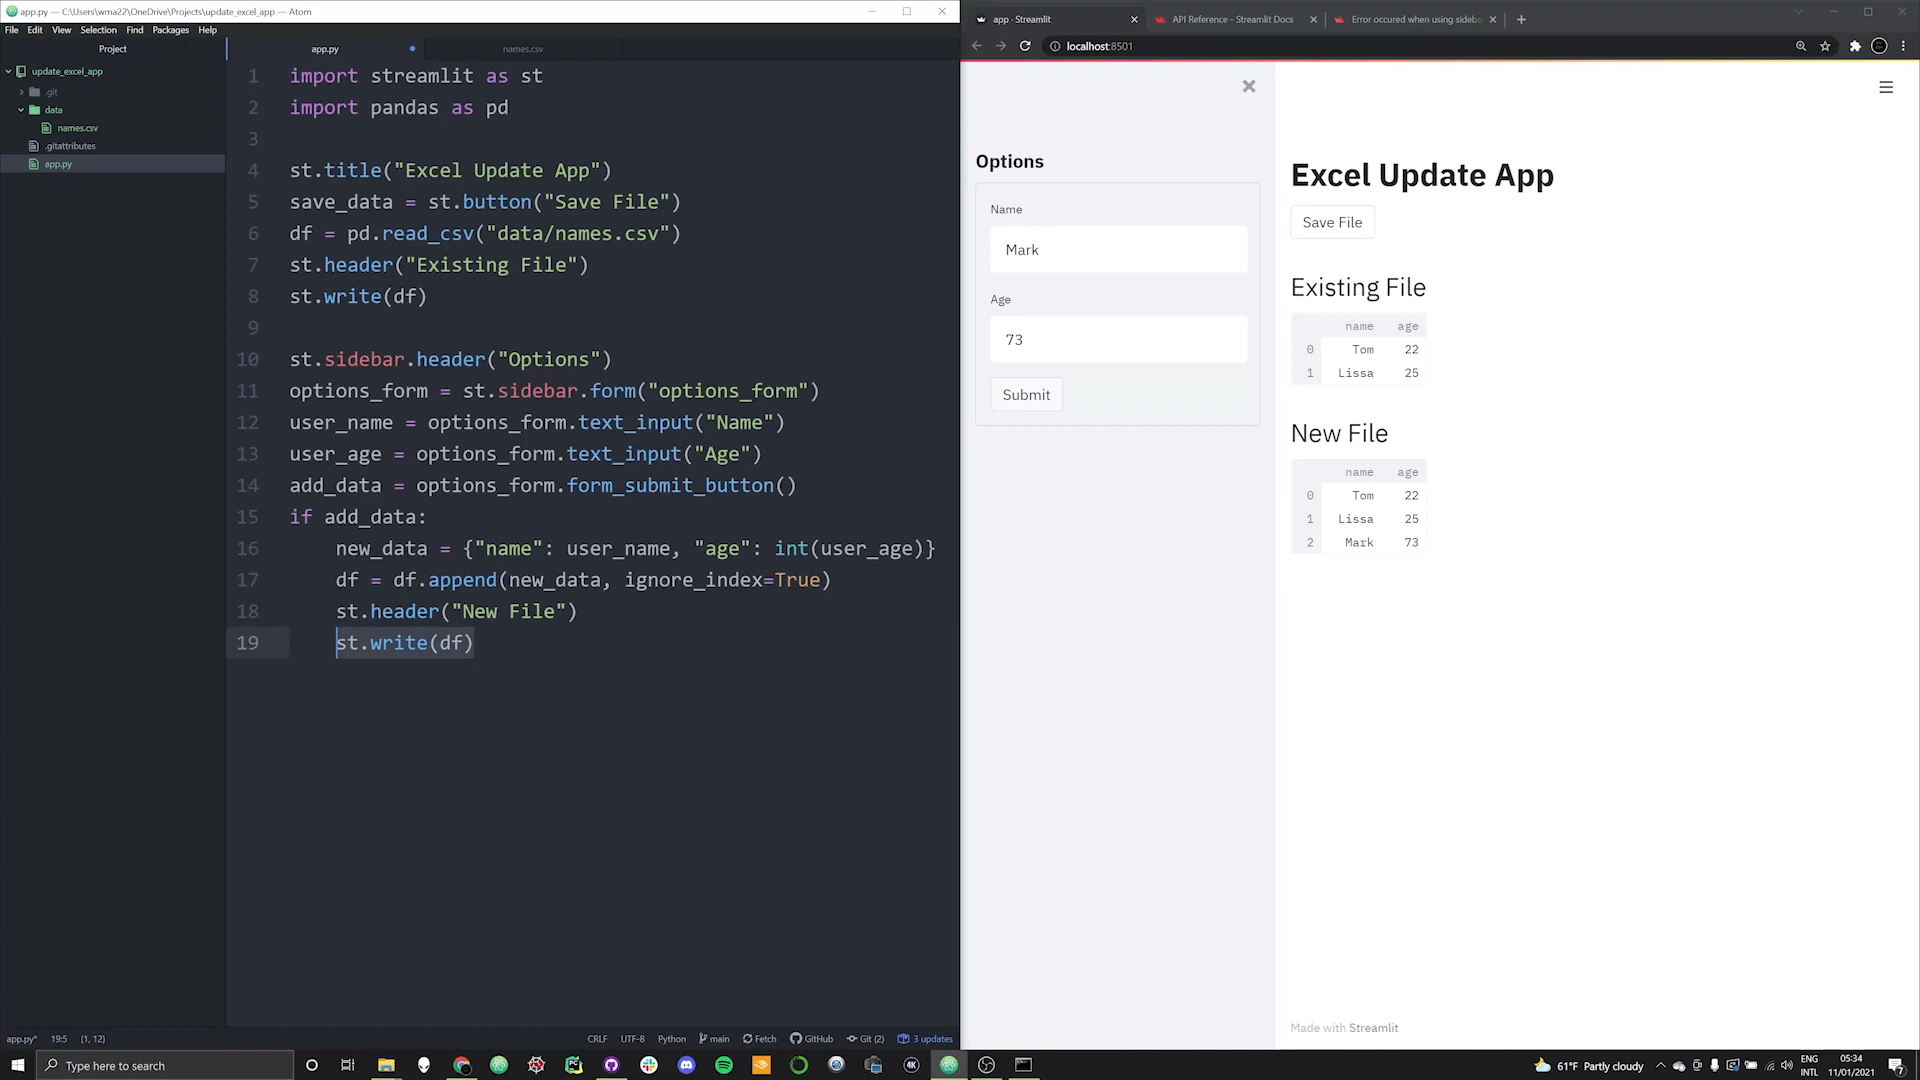 app.py — C:\Users\wma22\OneDrive\Projects\update_excel_app — Atom
File Edit View Selection Find Packages Help
Project
update_excel_app
.git
data
names.csv
.gitattributes
app.py
app.py
names.csv
1 import streamlit as st
2 import pandas as pd
3
4 st.title("Excel Update App")
5 save_data = st.button("Save File")
6 df = pd.read_csv("data/names.csv")
7 st.header("Existing File")
8 st.write(df)
9
10 st.sidebar.header("Options")
11 options_form = st.sidebar.form("options_form")
12 user_name = options_form.text_input("Name")
13 user_age = options_form.text_input("Age")
14 add_data = options_form.form_submit_button()
15 if add_data:
16 new_data = {"name": user_name, "age": int(user_age)}
17 df = df.append(new_data, ignore_index=True)
18 st.header("New File")
19 st.write(df)
app.py* 19:5 (1, 12)
CRLF UTF-8 Python main Fetch GitHub Git (2) 3 updates
app · Streamlit
API Reference - Streamlit Docs
Error occured when using sideba
localhost:8501
Options
Name
Mark
Age
73
Submit
Excel Update App
Save File
Existing File
name age
0 Tom 22
1 Lissa 25
New File
name age
0 Tom 22
1 Lissa 25
2 Mark 73
Made with Streamlit
Type here to search
4K
61°F Partly cloudy
ENG
INTL
05:34
11/01/2021
7